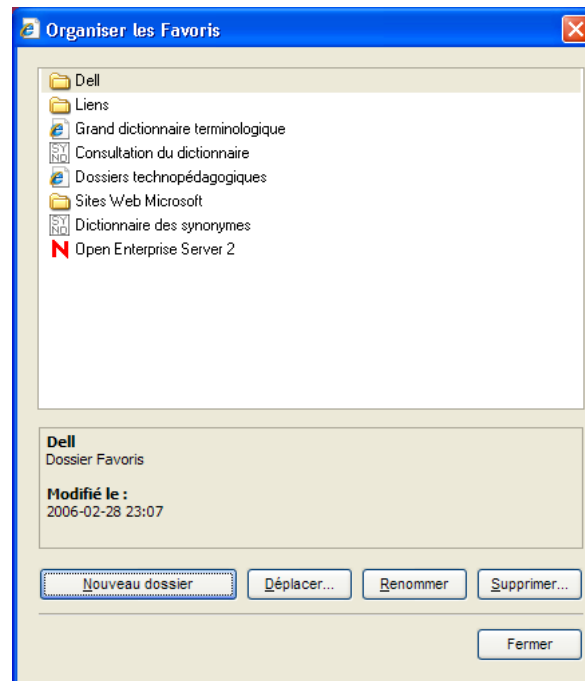 Organiser les Favoris
Dell
Liens
Grand dictionnaire terminologique
Consultation du dictionnaire
Dossiers technopédagogiques
Sites Web Microsoft
Dictionnaire des synonymes
Open Enterprise Server 2
Dell
Dossier Favoris
Modifié le :
2006-02-28 23:07
Nouveau dossier Déplacer... Renommer Supprimer...
Fermer